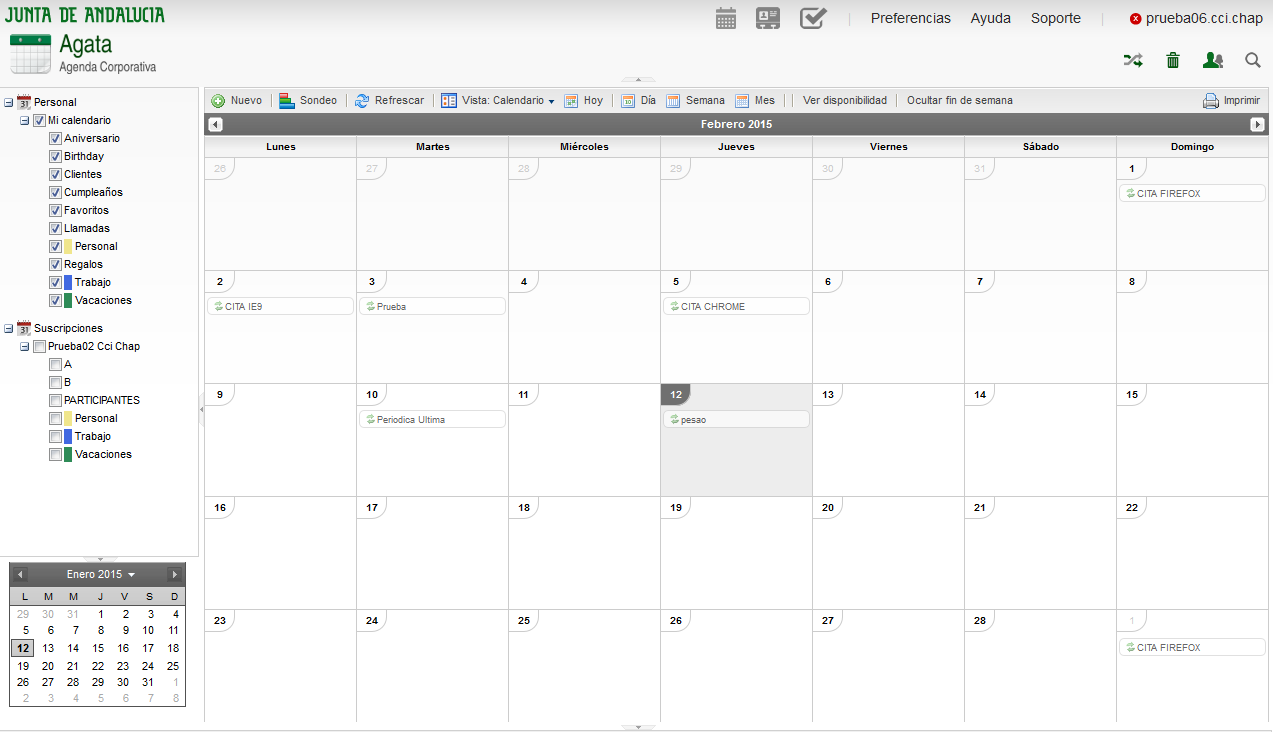 JUNTA DE ANDALUCIA
Agata
Agenda Corporativa
Preferencias Ayuda Soporte prueba06.cci.chap
31 Personal
Mi calendario
Aniversario
Birthday
Clientes
Cumpleaños
Favoritos
Llamadas
Personal
Regalos
Trabajo
Vacaciones
31 Suscripciones
Prueba02 Cci Chap
A
B
PARTICIPANTES
Personal
Trabajo
Vacaciones
Enero 2015
L M M J V S D
29 30 31 1 2 3 4
5 6 7 8 9 10 11
12 13 14 15 16 17 18
19 20 21 22 23 24 25
26 27 28 29 30 31 1
2 3 4 5 6 7 8
Nuevo Sondeo Refrescar Vista: Calendario Hoy Día Semana Mes Ver disponibilidad Ocultar fin de semana Imprimir
Febrero 2015
Lunes Martes Miércoles Jueves Viernes Sábado Domingo
26 27 28 29 30 31 1
CITA FIREFOX
2 3 4 5 6 7 8
CITA IE9 Prueba CITA CHROME
9 10 11 12 13 14 15
Periodica Ultima pesao
16 17 18 19 20 21 22
23 24 25 26 27 28 1
CITA FIREFOX